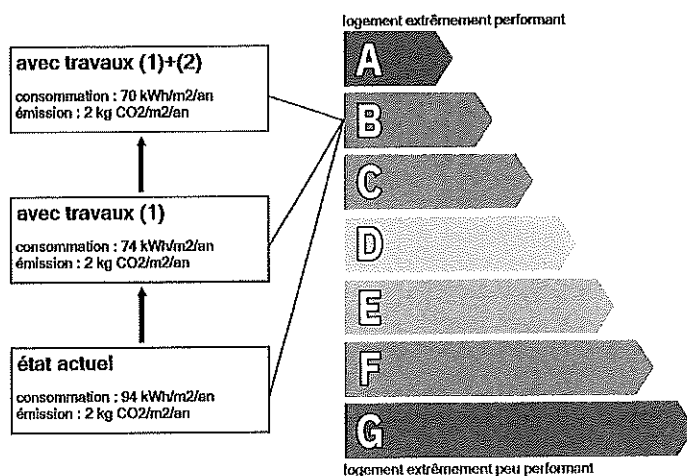 avec travaux (1)+(2)
consommation : 70 kWh/m2/an
émission : 2 kg CO2/m2/an
avec travaux (1)
consommation : 74 kWh/m2/an
émission : 2 kg CO2/m2/an
état actuel
consommation : 94 kWh/m2/an
émission : 2 kg CO2/m2/an
logement extrêmement performant
A
B
C
D
E
F
G
logement extrêmement peu performant